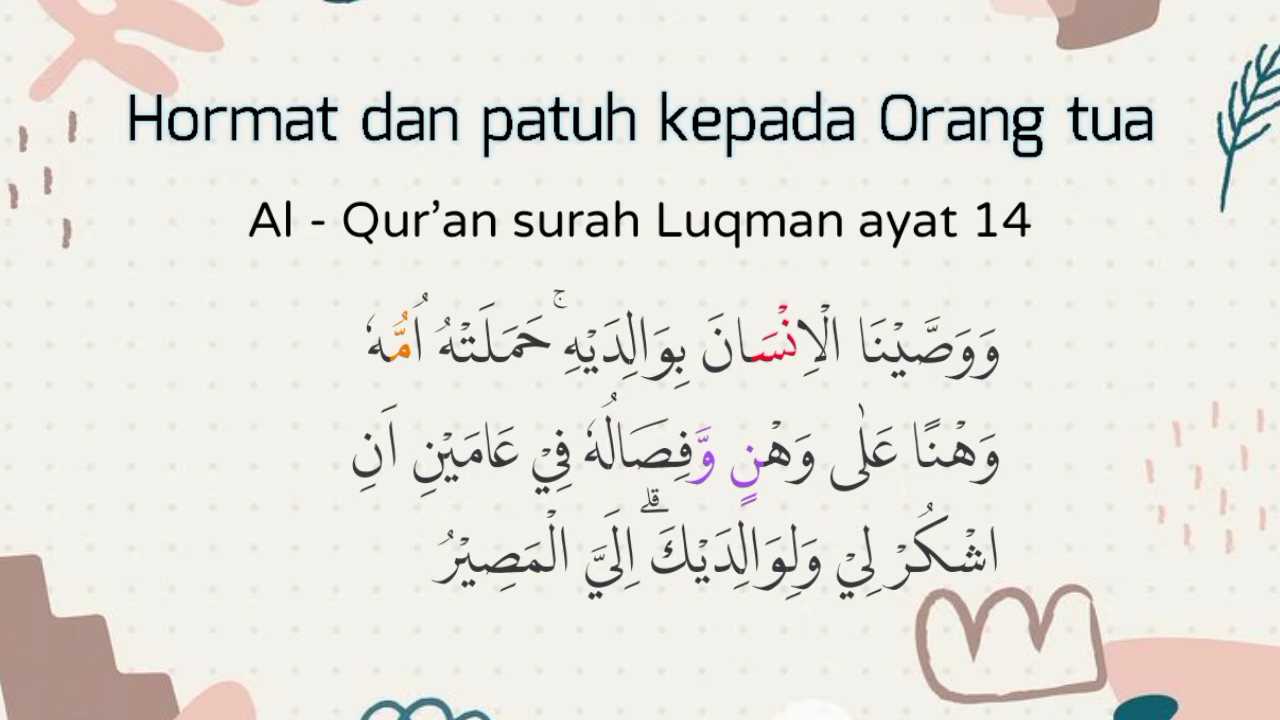 Hormat dan patuh kepada Orang tua
Al - Qur’an surah Luqman ayat 14
وَوَصَّيْنَا الْاِنْسَانَ بِوَالِدَيْهِۚ حَمَلَتْهُ اُمُّهٗ
وَهْنًا عَلٰى وَهْنٍ وَّفِصَالُهٗ فِيْ عَامَيْنِ اَنِ
اشْكُرْ لِيْ وَلِوَالِدَيْكَۗ اِلَيَّ الْمَصِيْرُ